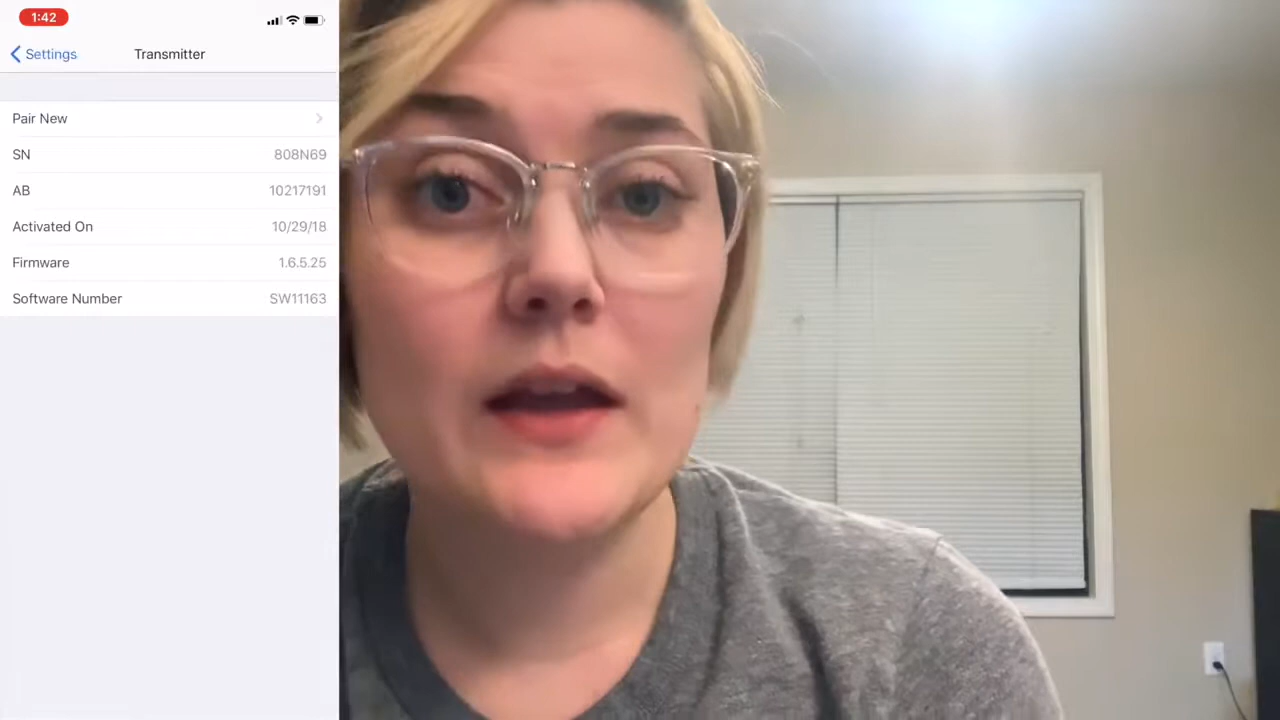 1:42
Settings
Transmitter
Pair New
SN 808N69
AB 10217191
Activated On 10/29/18
Firmware 1.6.5.25
Software Number SW11163